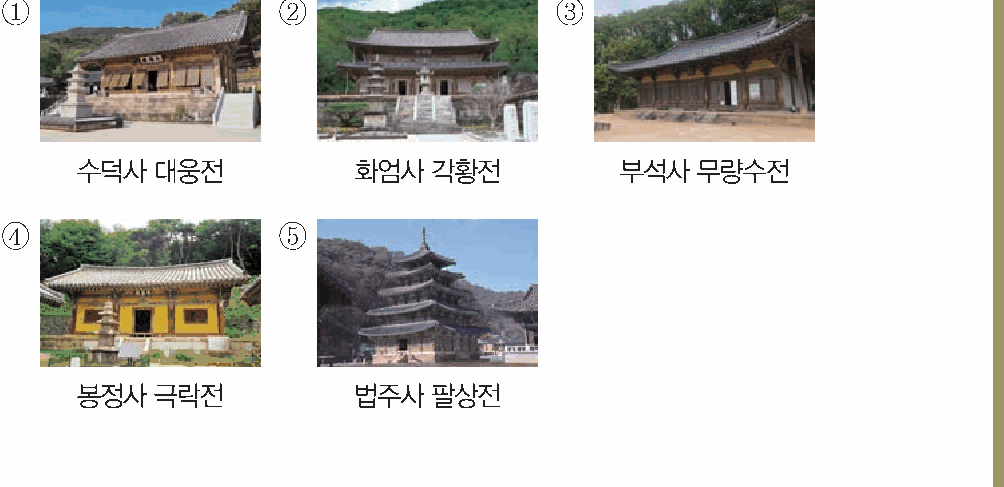 ① ② ③
수덕사 대웅전 화엄사 각황전 부석사 무량수전
④ ⑤
봉정사 극락전 법주사 팔상전